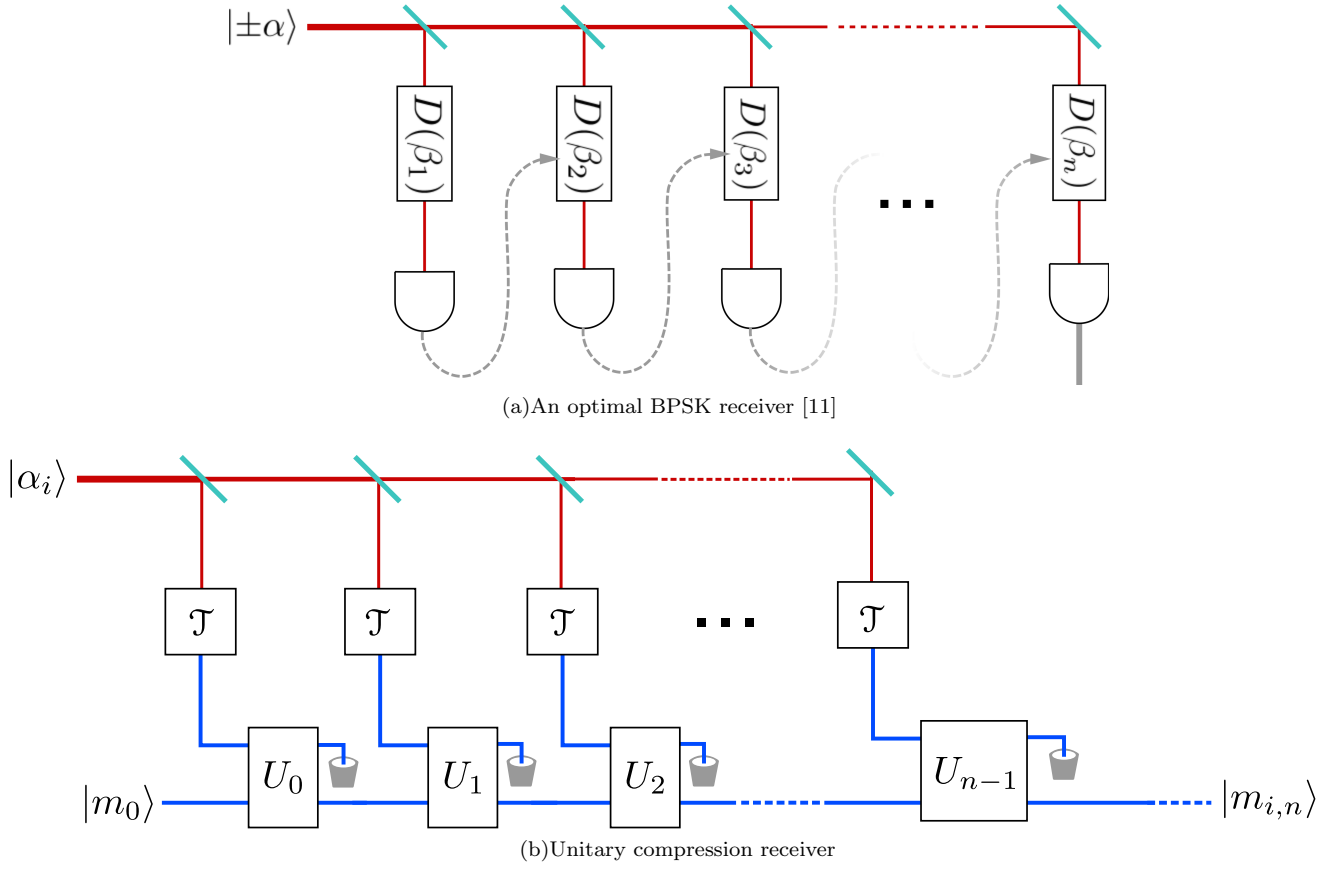 |±α⟩
D(β₁) D(β₂) D(β₃) D(βₙ)
(a)An optimal BPSK receiver [11]
|αᵢ⟩
𝒯 𝒯 𝒯 𝒯
U₀ U₁ U₂ Uₙ₋₁
|m₀⟩ |mᵢ,ₙ⟩
(b)Unitary compression receiver